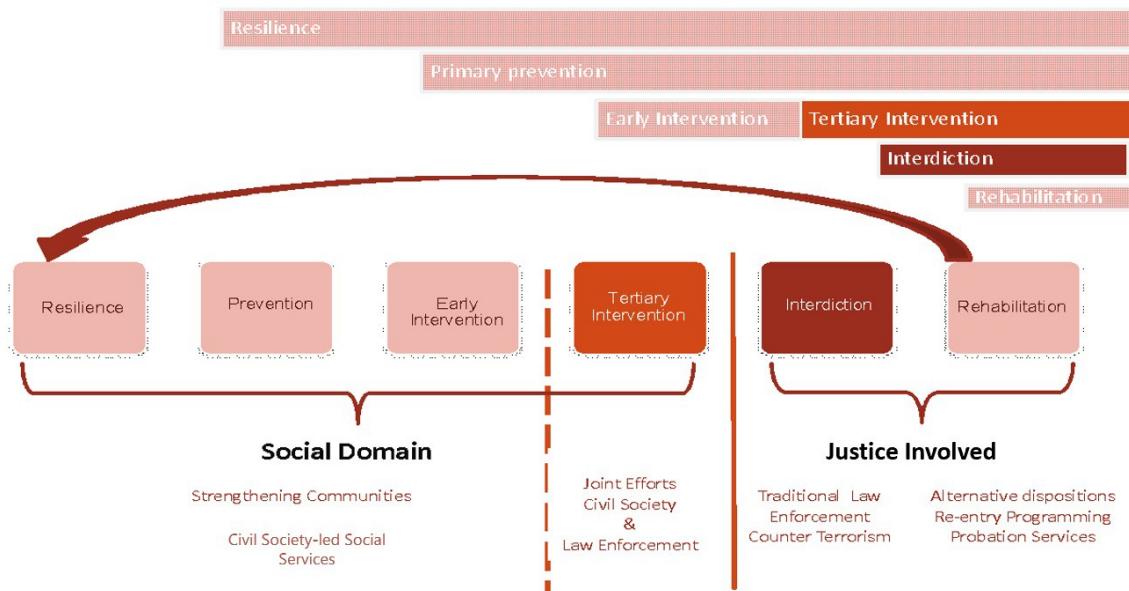 Resilience
Primary prevention
Early Intervention
Tertiary Intervention
Interdiction
Rehabilitation
Resilience
Prevention
Early
Intervention
Tertiary
Intervention
Interdiction
Rehabilitation
Social Domain
Strengthening Communities
Civil Society-led Social
Services
Joint Efforts
Civil Society
&
Law Enforcement
Justice Involved
Traditional Law
Enforcement
Counter Terrorism
Alternative dispositions
Re-entry Programming
Probation Services